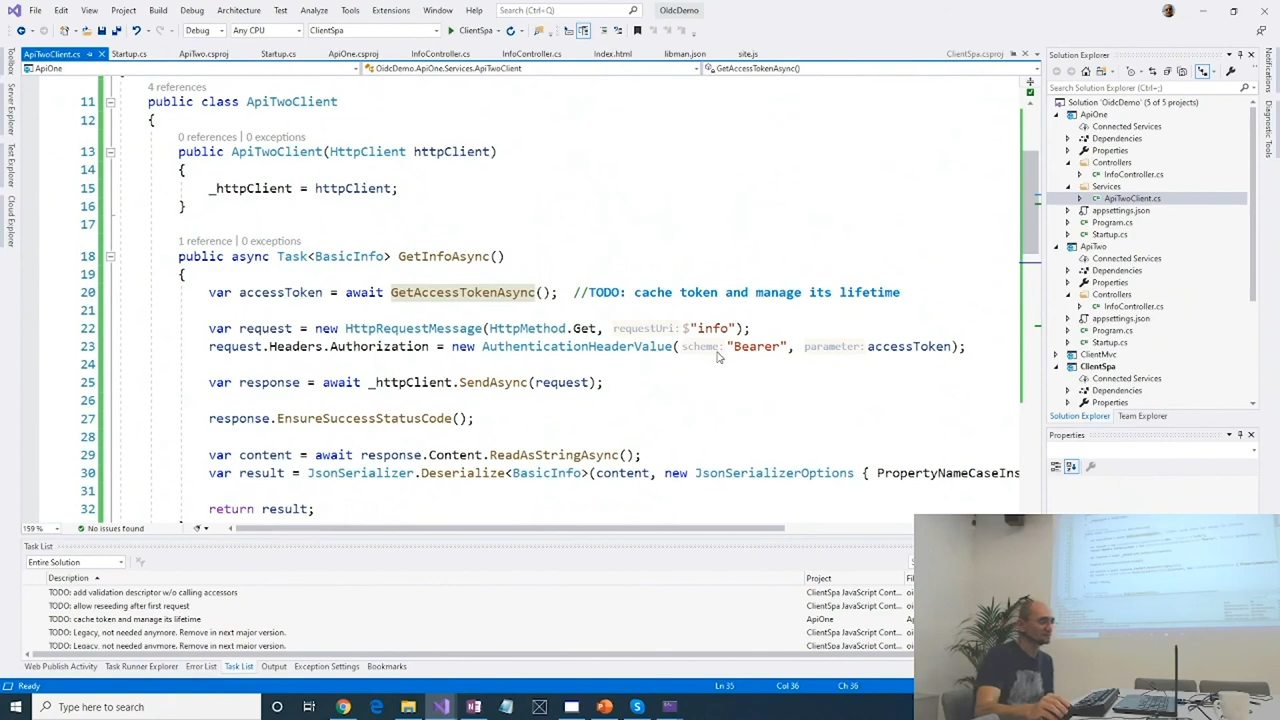 File Edit View Project Build Debug Architecture Test Analyze Tools Extensions Window Help Search (Ctrl+Q) OidcDemo
Debug Any CPU ClientSpa ClientSpa
ApiTwoClient.cs Startup.cs ApiTwo.csproj Startup.cs ApiOne.csproj InfoController.cs InfoController.cs Index.html libman.json site.js ClientSpa.csproj
ApiOne OidcDemo.ApiOne.Services.ApiTwoClient GetAccessTokenAsync()
Toolbox
Server Explorer
Test Explorer
Cloud Explorer
4 references
11 public class ApiTwoClient
12 {
0 references | 0 exceptions
13 public ApiTwoClient(HttpClient httpClient)
14 {
15 _httpClient = httpClient;
16 }
17
1 reference | 0 exceptions
18 public async Task<BasicInfo> GetInfoAsync()
19 {
20 var accessToken = await GetAccessTokenAsync(); //TODO: cache token and manage its lifetime
21
22 var request = new HttpRequestMessage(HttpMethod.Get, requestUri: $"info");
23 request.Headers.Authorization = new AuthenticationHeaderValue(scheme: "Bearer", parameter: accessToken);
24
25 var response = await _httpClient.SendAsync(request);
26
27 response.EnsureSuccessStatusCode();
28
29 var content = await response.Content.ReadAsStringAsync();
30 var result = JsonSerializer.Deserialize<BasicInfo>(content, new JsonSerializerOptions { PropertyNameCaseIns
31
32 return result;
159 % No issues found
Solution Explorer
Search Solution Explorer (Ctrl+;)
Solution 'OidcDemo' (5 of 5 projects)
ApiOne
Connected Services
Dependencies
Properties
Controllers
InfoController.cs
Services
ApiTwoClient.cs
appsettings.json
Program.cs
Startup.cs
ApiTwo
Connected Services
Dependencies
Properties
Controllers
InfoController.cs
appsettings.json
Program.cs
Startup.cs
ClientMvc
ClientSpa
Connected Services
Dependencies
Properties
Solution Explorer Team Explorer
Properties
Notifications
Diagnostic Tools
Task List
Entire Solution
Description Project
TODO: add validation descriptor w/o calling accessors ClientSpa JavaScript Cont...
TODO: allow reseeding after first request ClientSpa JavaScript Cont...
TODO: cache token and manage its lifetime ApiOne
TODO: Legacy, not needed anymore. Remove in next major version. ClientSpa JavaScript Cont...
TODO: Legacy, not needed anymore. Remove in next major version. ClientSpa JavaScript Cont...
Web Publish Activity Task Runner Explorer Error List Task List Output Exception Settings Bookmarks
Ready Ln 35 Col 36 Ch 36
Type here to search